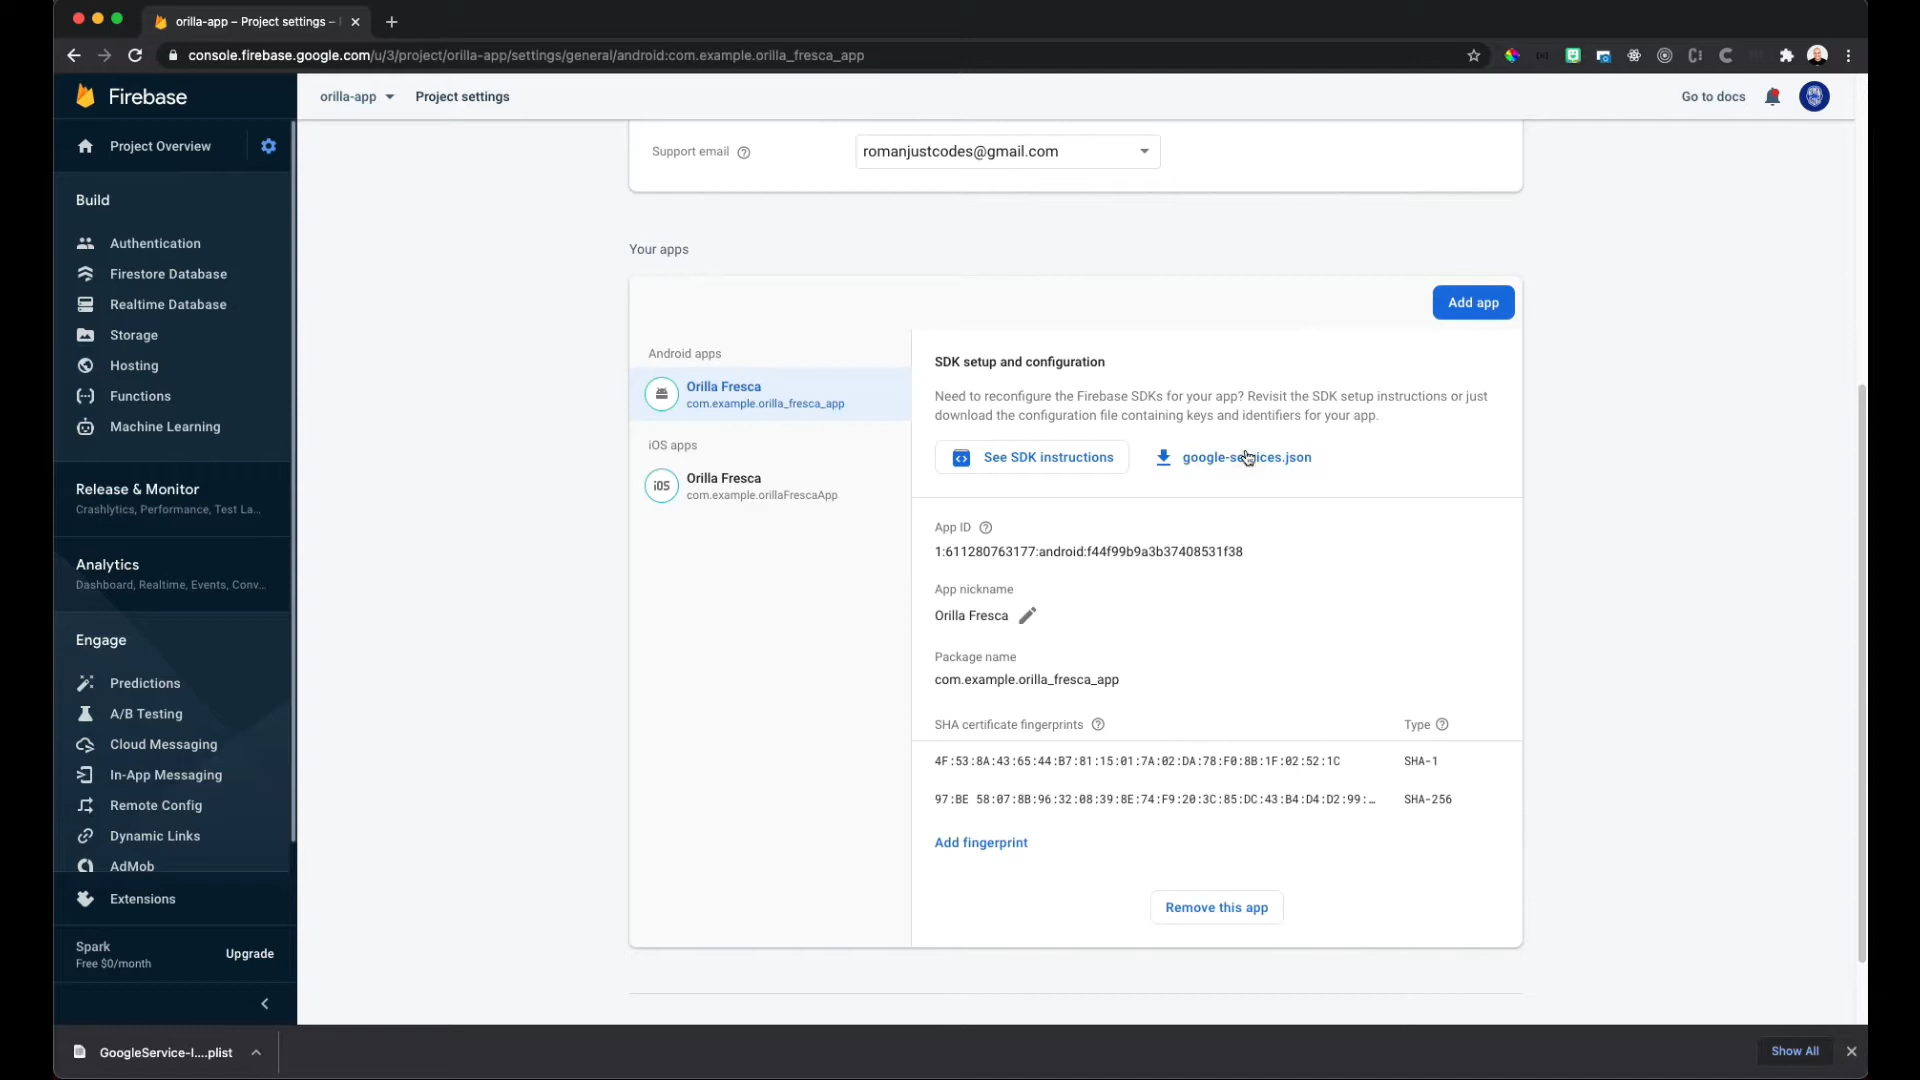 orilla-app – Project settings –
console.firebase.google.com/u/3/project/orilla-app/settings/general/android:com.example.orilla_fresca_app
Firebase
orilla-app
Project settings
Go to docs
Project Overview
Support email
romanjustcodes@gmail.com
Build
Authentication
Firestore Database
Realtime Database
Storage
Hosting
Functions
Machine Learning
Release & Monitor
Crashlytics, Performance, Test La...
Analytics
Dashboard, Realtime, Events, Conv...
Engage
Predictions
A/B Testing
Cloud Messaging
In-App Messaging
Remote Config
Dynamic Links
AdMob
Extensions
Spark
Free $0/month
Upgrade
Your apps
Add app
Android apps
Orilla Fresca
com.example.orilla_fresca_app
iOS apps
iOS
Orilla Fresca
com.example.orillaFrescaApp
SDK setup and configuration
Need to reconfigure the Firebase SDKs for your app? Revisit the SDK setup instructions or just
download the configuration file containing keys and identifiers for your app.
See SDK instructions
google-services.json
App ID
1:611280763177:android:f44f99b9a3b37408531f38
App nickname
Orilla Fresca
Package name
com.example.orilla_fresca_app
SHA certificate fingerprints
Type
4F:53:8A:43:65:44:B7:81:15:01:7A:02:DA:78:F0:8B:1F:02:52:1C
SHA-1
97:BE 58:07:8B:96:32:08:39:8E:74:F9:20:3C:85:DC:43:B4:D4:D2:99:...
SHA-256
Add fingerprint
Remove this app
GoogleService-I....plist
Show All